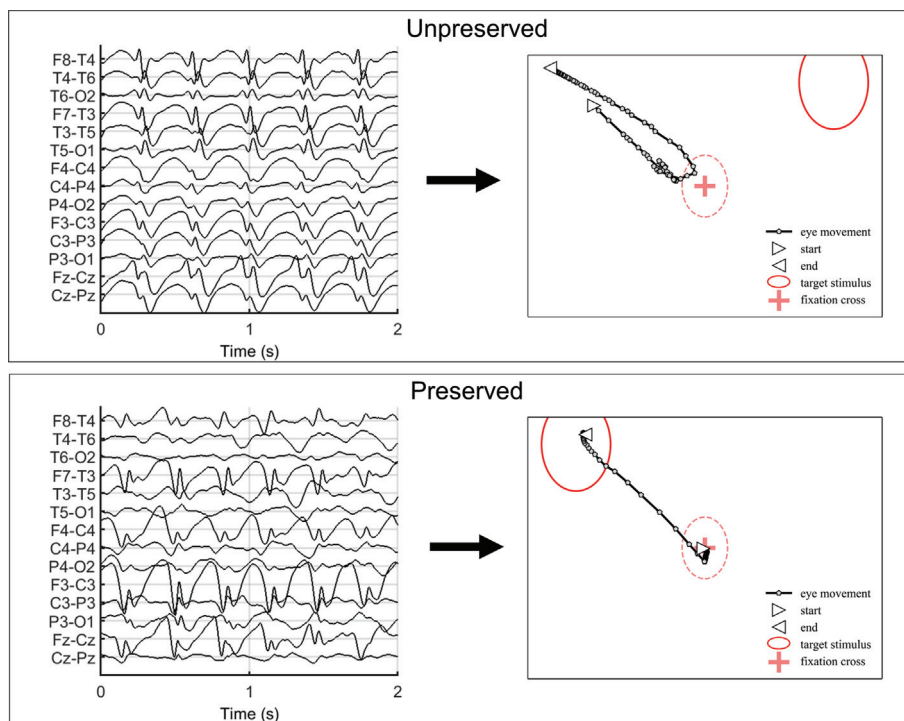 Unpreserved
F8-T4
T4-T6
T6-O2
F7-T3
T3-T5
T5-O1
F4-C4
C4-P4
P4-O2
F3-C3
C3-P3
P3-O1
Fz-Cz
Cz-Pz
0 1 2
Time (s)
eye movement
start
end
target stimulus
fixation cross
Preserved
F8-T4
T4-T6
T6-O2
F7-T3
T3-T5
T5-O1
F4-C4
C4-P4
P4-O2
F3-C3
C3-P3
P3-O1
Fz-Cz
Cz-Pz
0 1 2
Time (s)
eye movement
start
end
target stimulus
fixation cross